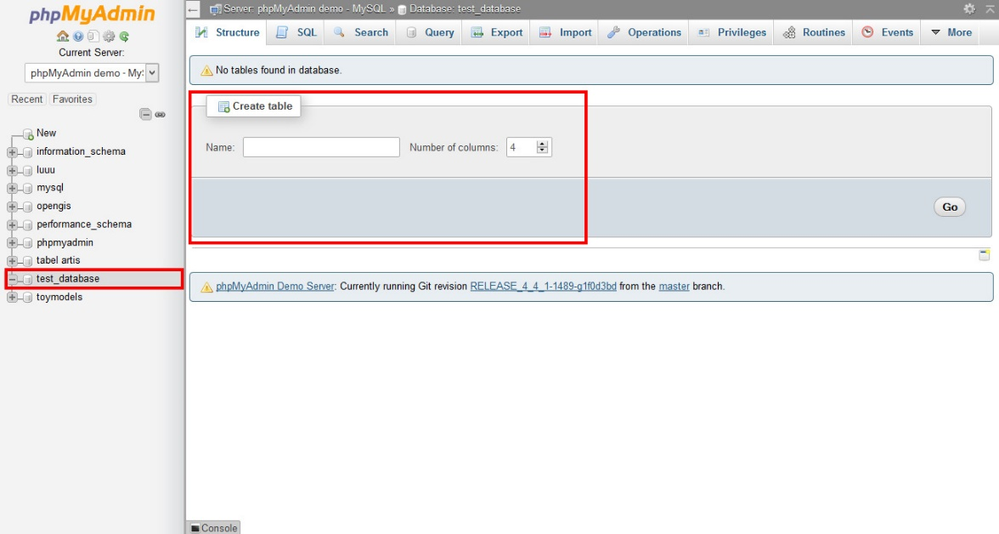 phpMyAdmin
Current Server:
phpMyAdmin demo - My:
Recent Favorites
New
information_schema
luuu
mysql
opengis
performance_schema
phpmyadmin
tabel artis
test_database
toymodels
Server: phpMyAdmin demo - MySQL » Database: test_database
Structure SQL Search Query Export Import Operations Privileges Routines Events More
No tables found in database.
Create table
Name: Number of columns: 4
Go
phpMyAdmin Demo Server: Currently running Git revision RELEASE_4_4_1-1489-g1f0d3bd from the master branch.
Console